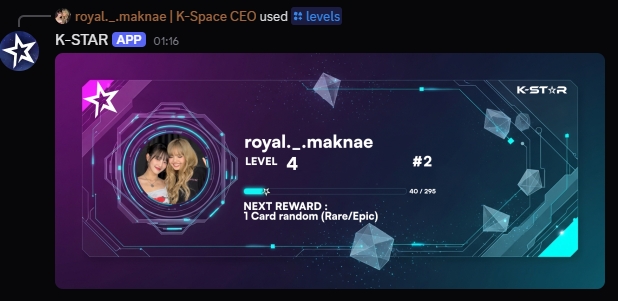 royal._.maknae | K-Space CEO used levels
K-STAR APP 01:16
K-ST☆R
royal._.maknae
LEVEL 4 #2
40 / 295
NEXT REWARD :
1 Card random (Rare/Epic)